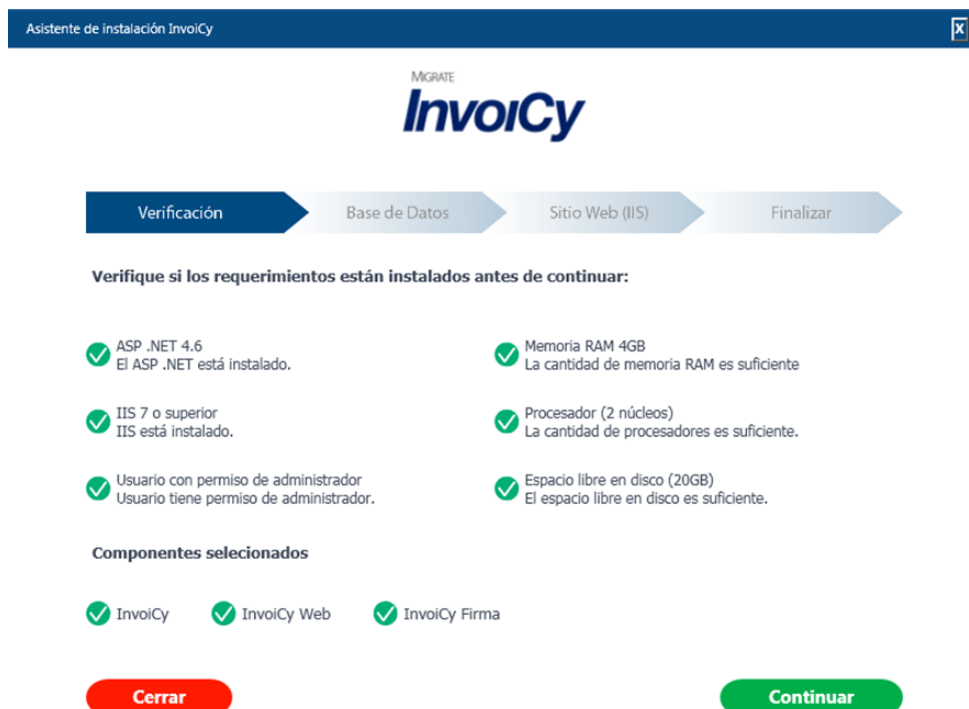 Asistente de instalación InvoiCy
X
MIGRATE
InvoiCy
Verificación
Base de Datos
Sitio Web (IIS)
Finalizar
Verifique si los requerimientos están instalados antes de continuar:
ASP .NET 4.6
El ASP .NET está instalado.
Memoria RAM 4GB
La cantidad de memoria RAM es suficiente
IIS 7 o superior
IIS está instalado.
Procesador (2 núcleos)
La cantidad de procesadores es suficiente.
Usuario con permiso de administrador
Usuario tiene permiso de administrador.
Espacio libre en disco (20GB)
El espacio libre en disco es suficiente.
Componentes selecionados
InvoiCy
InvoiCy Web
InvoiCy Firma
Cerrar
Continuar